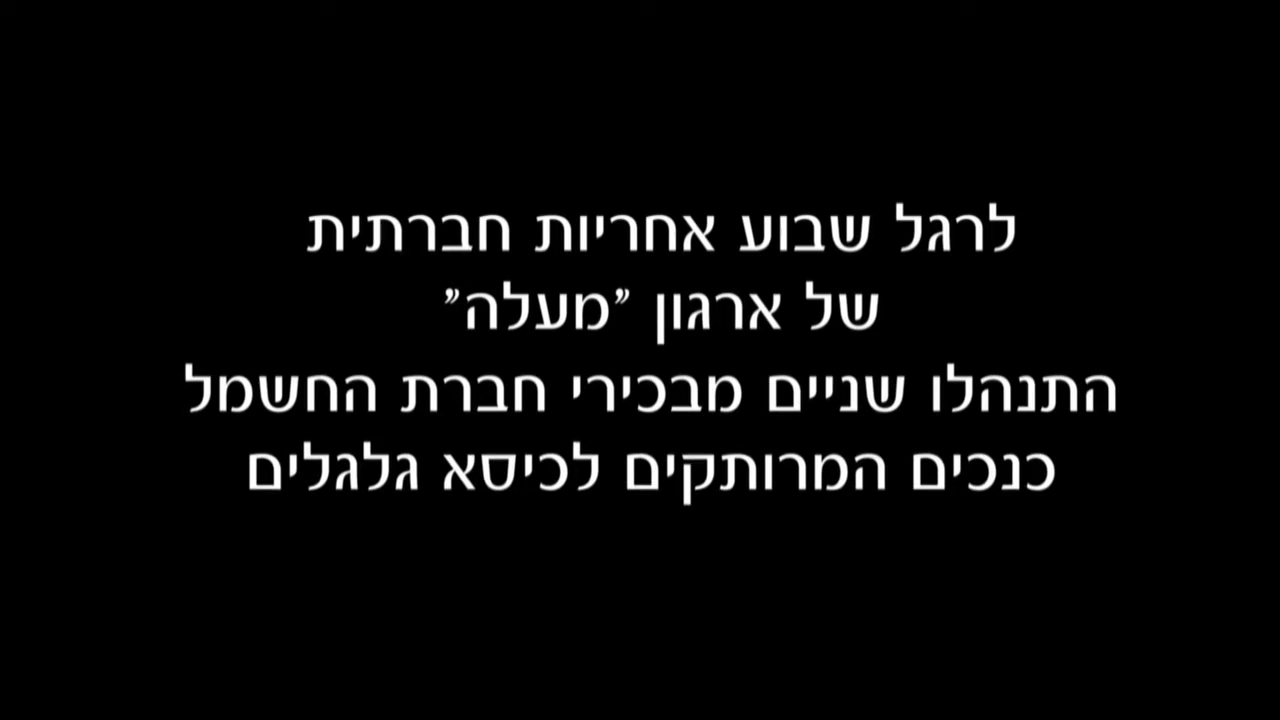 לרגל שבוע אחריות חברתית
של ארגון "מעלה"
התנהלו שניים מבכירי חברת החשמל
כנכים המרותקים לכיסא גלגלים